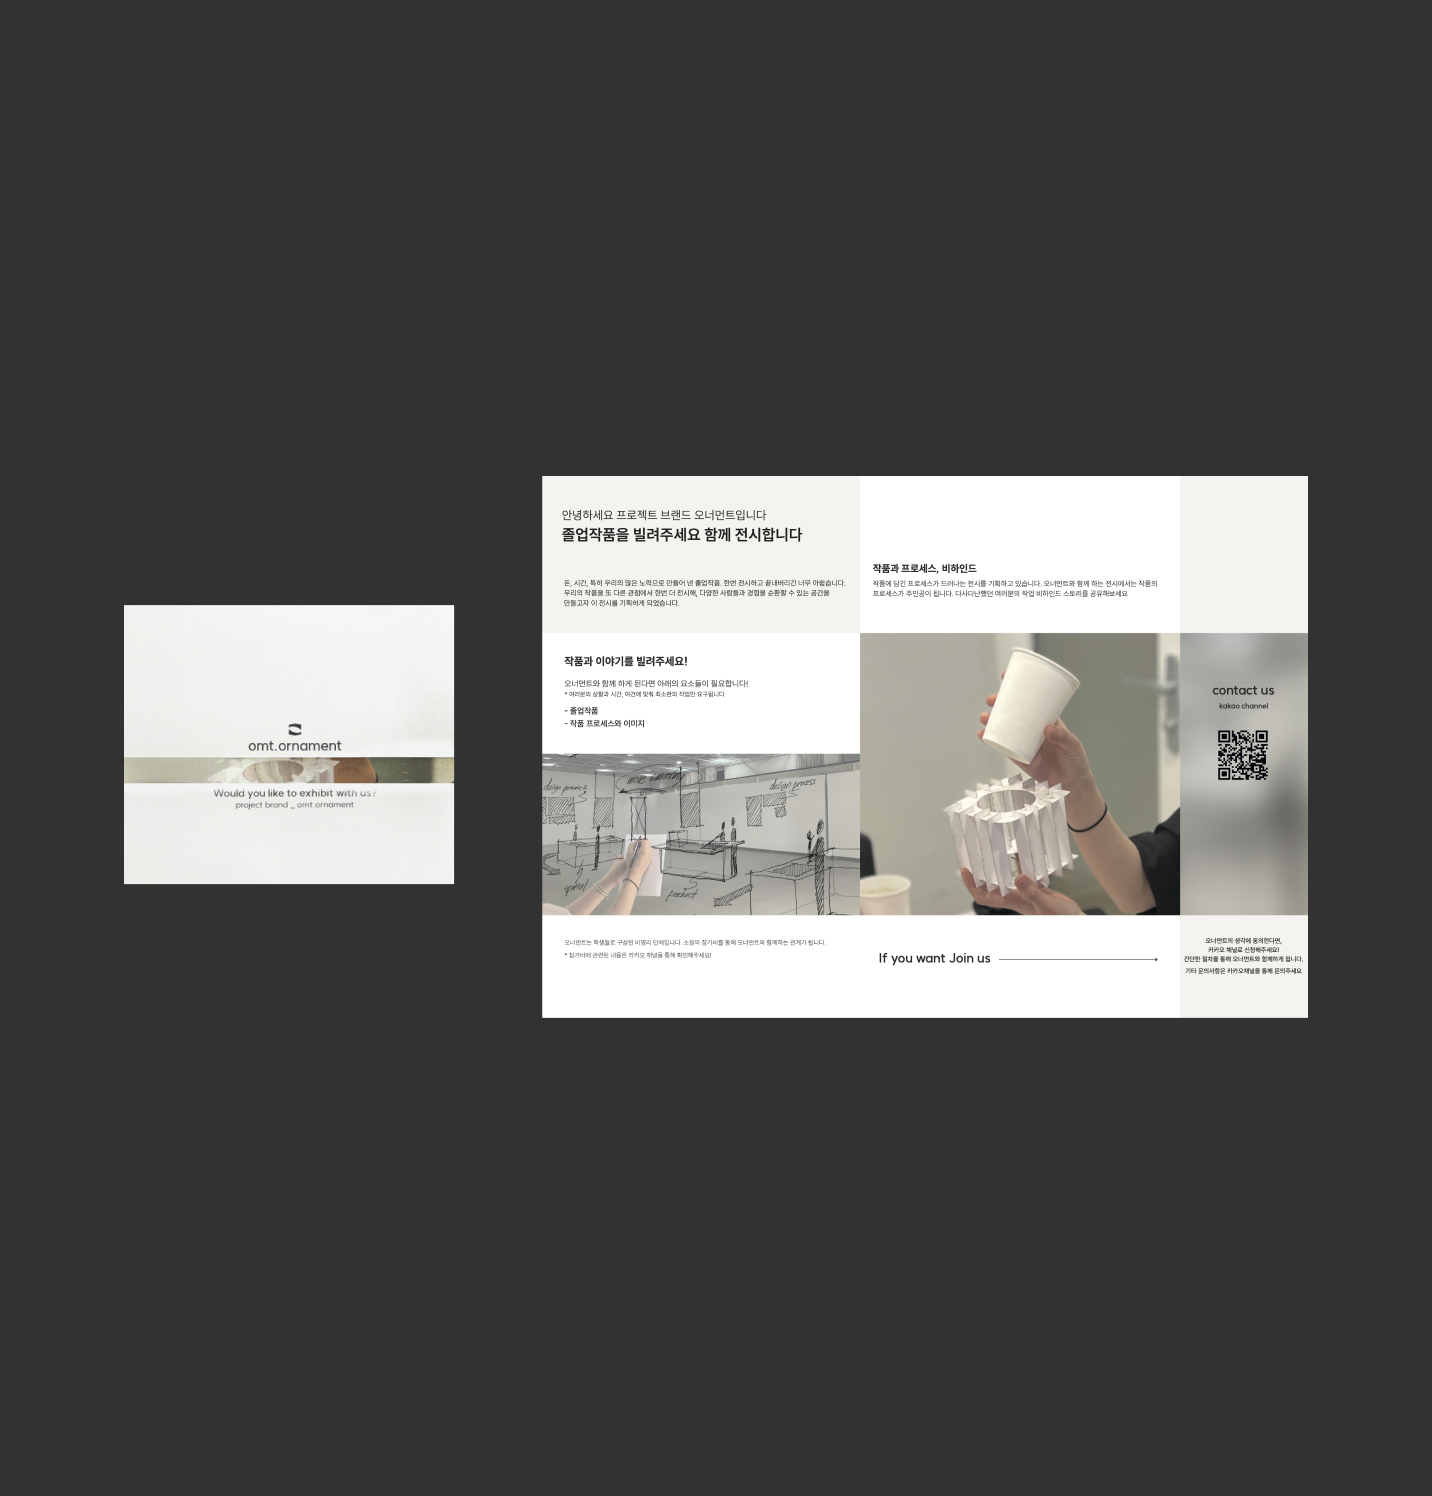 omt.ornament
Would you like to exhibit with us?
project brand _ omt.ornament
안녕하세요 프로젝트 브랜드 오너먼트입니다
졸업작품을 빌려주세요 함께 전시합니다
돈, 시간, 특히 우리의 많은 노력으로 만들어 낸 졸업작품. 한번 전시하고 끝내버리긴 너무 아쉽습니다.
우리의 작품을 또 다른 관점에서 한번 더 전시해, 다양한 사람들과 경험을 순환할 수 있는 공간을
만들고자 이 전시를 기획하게 되었습니다.
작품과 이야기를 빌려주세요!
오너먼트와 함께 하게 된다면 아래의 요소들이 필요합니다!
* 여러분의 상황과 시간, 여건에 맞춰 최소한의 작업만 요구됩니다
- 졸업작품
- 작품 프로세스와 이미지
design process
design process
product
오너먼트는 학생들로 구성된 비영리 단체입니다. 소정의 참가비를 통해 오너먼트와 함께하는 관계가 됩니다.
* 참가비에 관련된 내용은 카카오 채널을 통해 확인해주세요!
작품과 프로세스, 비하인드
작품에 담긴 프로세스가 드러나는 전시를 기획하고 있습니다. 오너먼트와 함께 하는 전시에서는 작품의
프로세스가 주인공이 됩니다. 다사다난했던 여러분의 작업 비하인드 스토리를 공유해보세요
If you want Join us
contact us
kakao channel
오너먼트의 생각에 동의한다면,
카카오 채널로 신청해주세요!
간단한 절차를 통해 오너먼트와 함께하게 됩니다.
기타 문의사항은 카카오채널을 통해 문의주세요